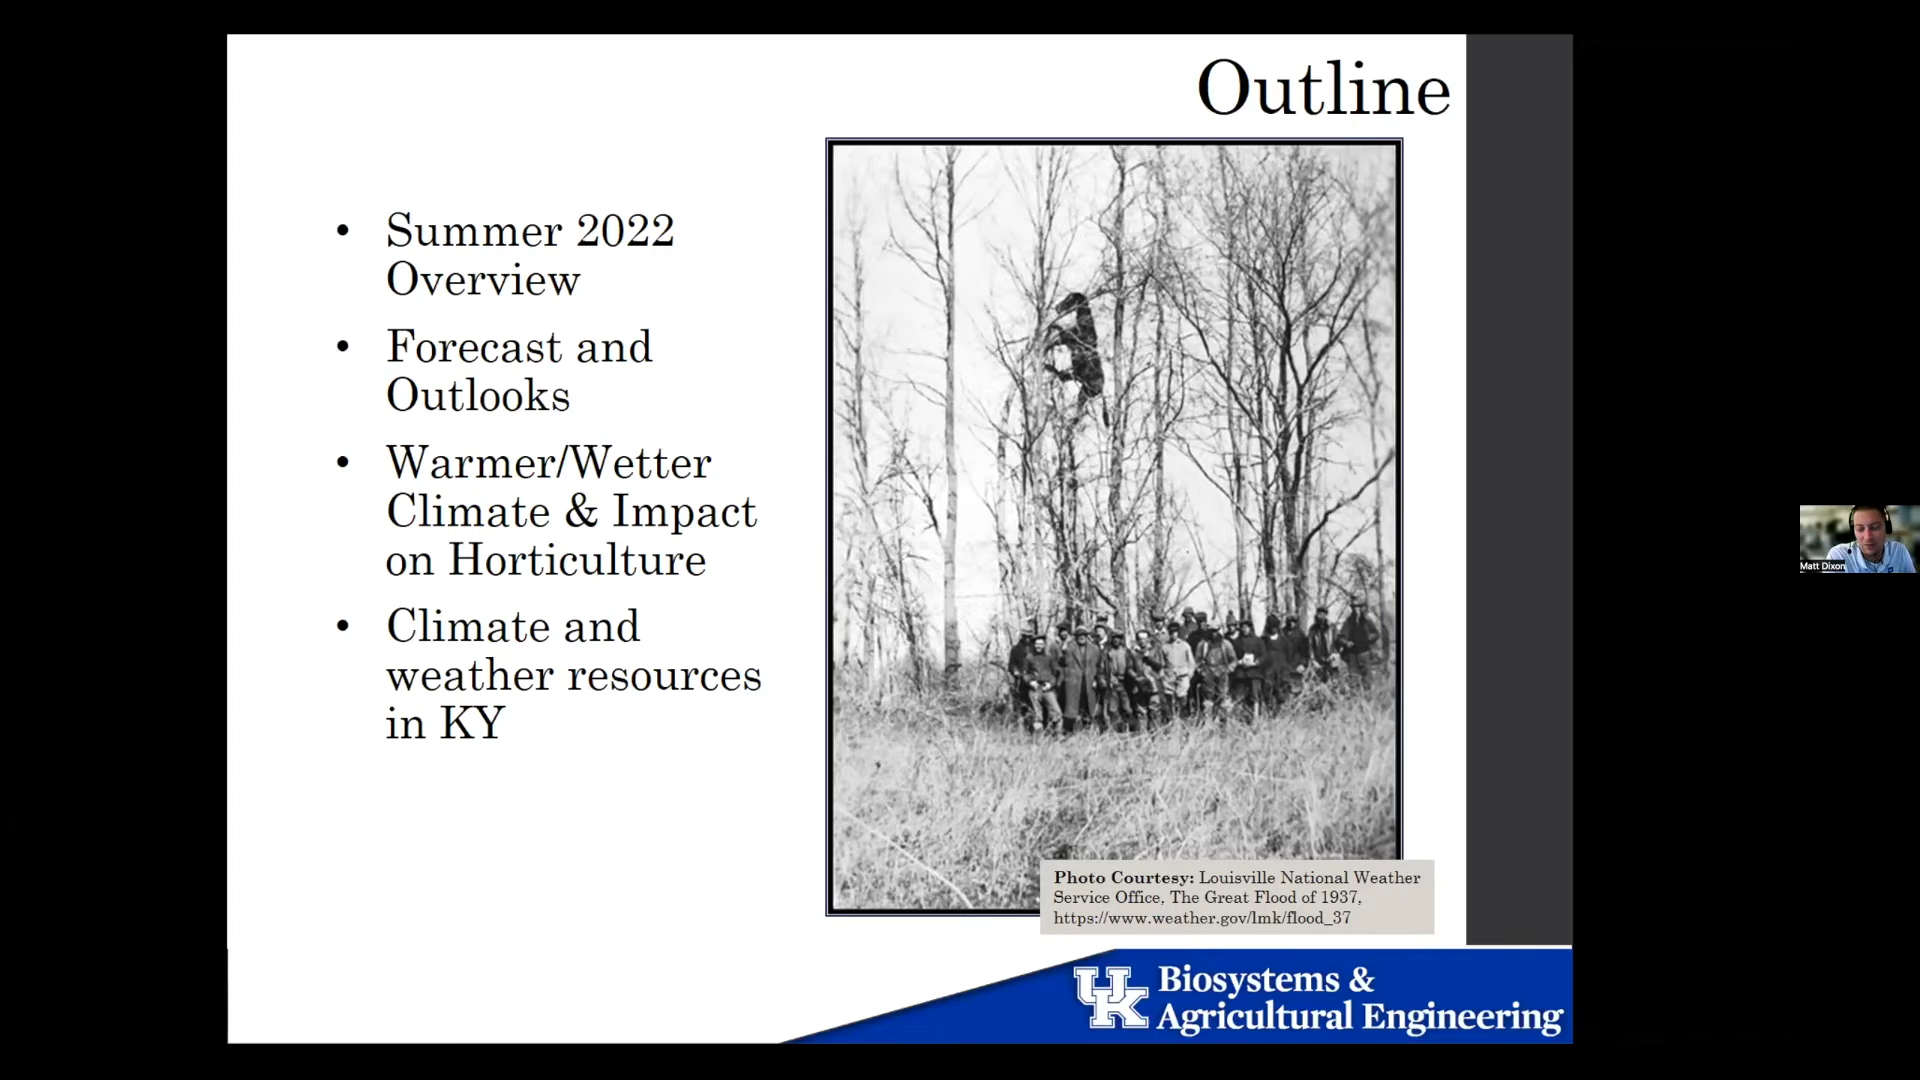 Outline
• Summer 2022
Overview
• Forecast and
Outlooks
• Warmer/Wetter
Climate & Impact
on Horticulture
• Climate and
weather resources
in KY
Photo Courtesy: Louisville National Weather
Service Office, The Great Flood of 1937,
https://www.weather.gov/lmk/flood_37
UK
Biosystems &
Agricultural Engineering
Matt Dixon